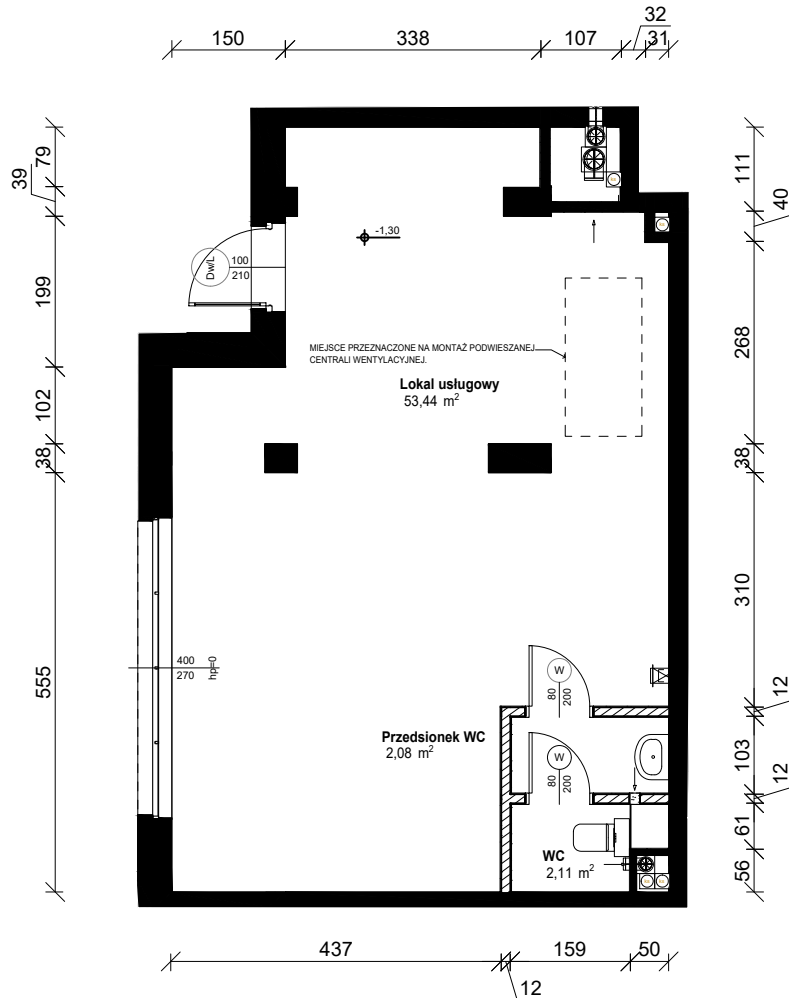 32
150
338
107
31
79
39
199
102
38
555
111
40
268
38
310
12
103
12
61
56
-1,30
Dw/L
100
210
MIEJSCE PRZEZNACZONE NA MONTAŻ PODWIESZANEJ
CENTRALI WENTYLACYJNEJ.
Lokal usługowy
53,44 m²
400
270
hp=0
W
80
200
Przedsionek WC
2,08 m²
W
80
200
WC
2,11 m²
437
159
50
12